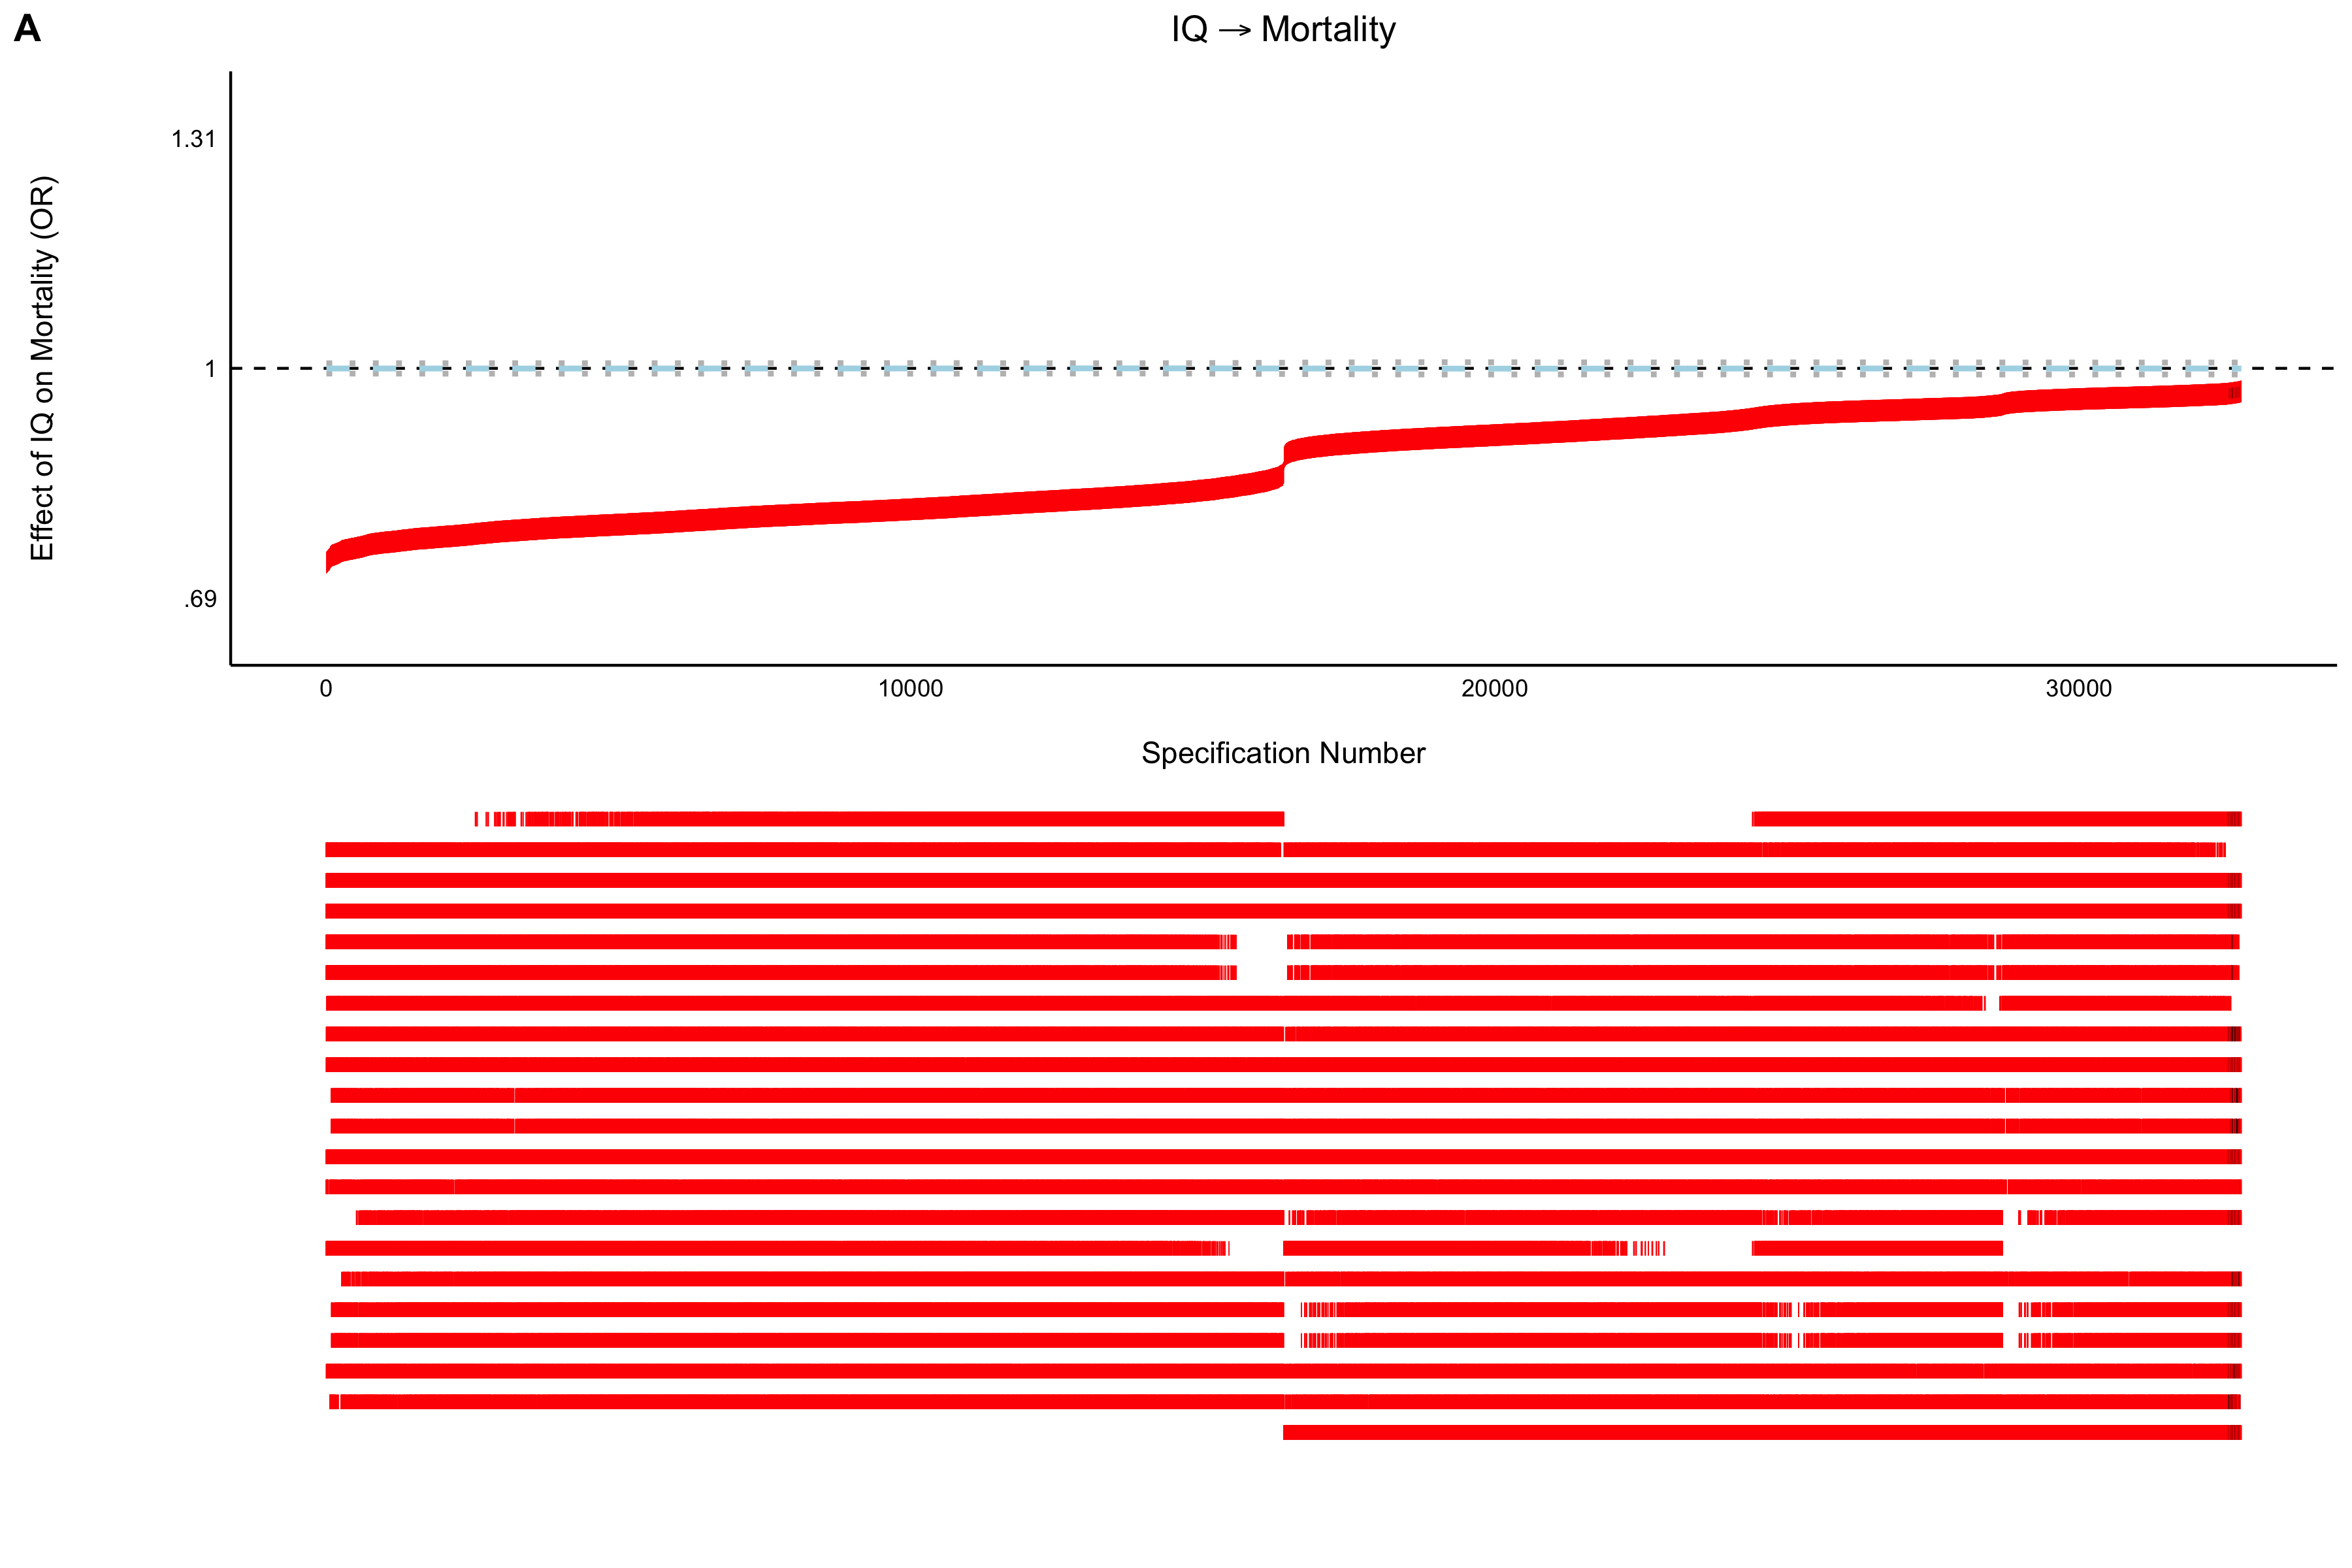 A
IQ → Mortality
Effect of IQ on Mortality (OR)
1.31
1
.69
0 10000 20000 30000
Specification Number